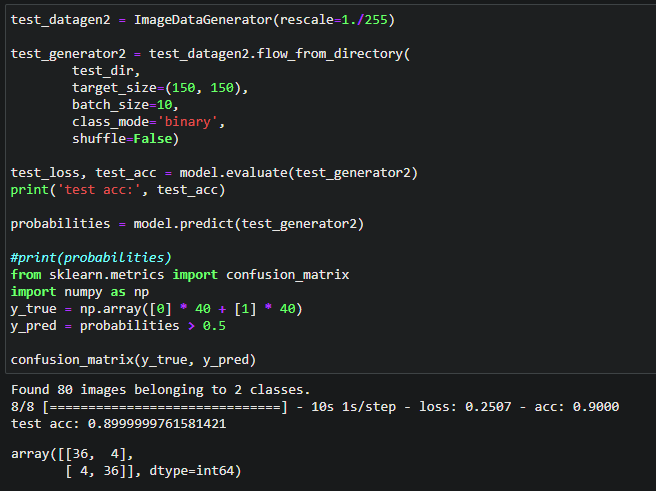 test_datagen2 = ImageDataGenerator(rescale=1./255)
test_generator2 = test_datagen2.flow_from_directory(
        test_dir,
        target_size=(150, 150),
        batch_size=10,
        class_mode='binary',
        shuffle=False)
test_loss, test_acc = model.evaluate(test_generator2)
print('test acc:', test_acc)
probabilities = model.predict(test_generator2)
#print(probabilities)
from sklearn.metrics import confusion_matrix
import numpy as np
y_true = np.array([0] * 40 + [1] * 40)
y_pred = probabilities > 0.5
confusion_matrix(y_true, y_pred)
Found 80 images belonging to 2 classes.
8/8 [==============================] - 10s 1s/step - loss: 0.2507 - acc: 0.9000
test acc: 0.8999999761581421
array([[36,  4],
       [ 4, 36]], dtype=int64)